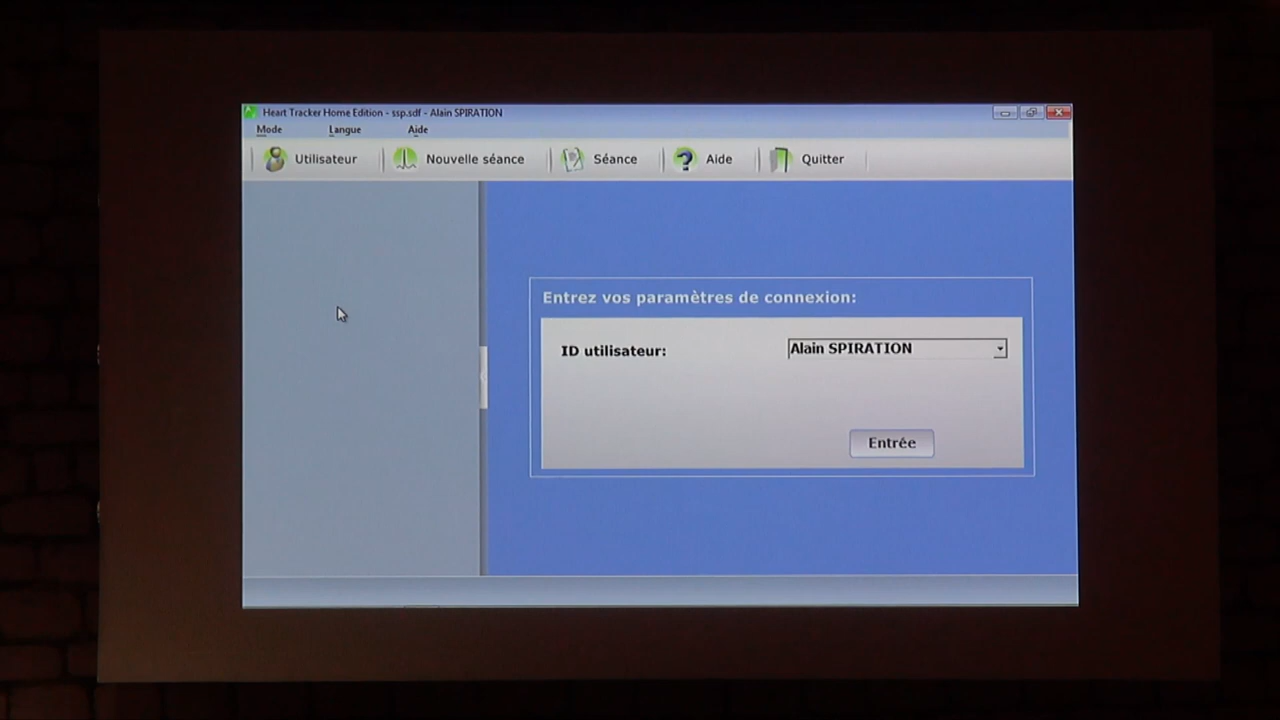 Heart Tracker Home Edition - ssp.sdf - Alain SPIRATION
Mode Langue Aide
Utilisateur Nouvelle séance Séance Aide Quitter
Entrez vos paramètres de connexion:
ID utilisateur: Alain SPIRATION
Entrée